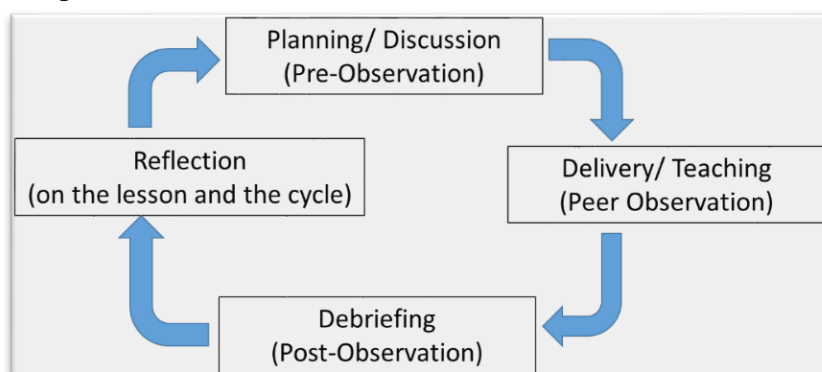 Planning/ Discussion
(Pre-Observation)
Delivery/ Teaching
(Peer Observation)
Debriefing
(Post-Observation)
Reflection
(on the lesson and the cycle)